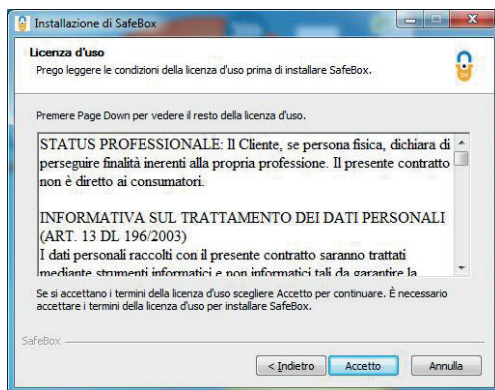 Installazione di SafeBox
Licenza d'uso
Prego leggere le condizioni della licenza d'uso prima di installare SafeBox.
Premere Page Down per vedere il resto della licenza d'uso.
STATUS PROFESSIONALE: Il Cliente, se persona fisica, dichiara di
perseguire finalità inerenti alla propria professione. Il presente contratto
non è diretto ai consumatori.
INFORMATIVA SUL TRATTAMENTO DEI DATI PERSONALI
(ART. 13 DL 196/2003)
I dati personali raccolti con il presente contratto saranno trattati
mediante strumenti informatici e non informatici tali da garantire la
Se si accettano i termini della licenza d'uso scegliere Accetto per continuare. È necessario
accettare i termini della licenza d'uso per installare SafeBox.
SafeBox
< Indietro
Accetto
Annulla